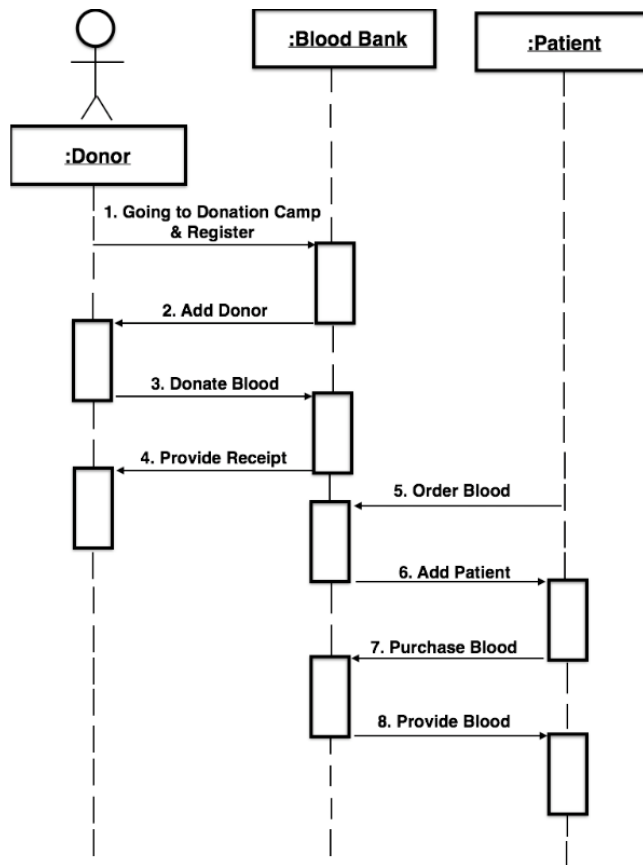 :Blood Bank
:Patient
:Donor
1. Going to Donation Camp
& Register
2. Add Donor
3. Donate Blood
4. Provide Receipt
5. Order Blood
6. Add Patient
7. Purchase Blood
8. Provide Blood